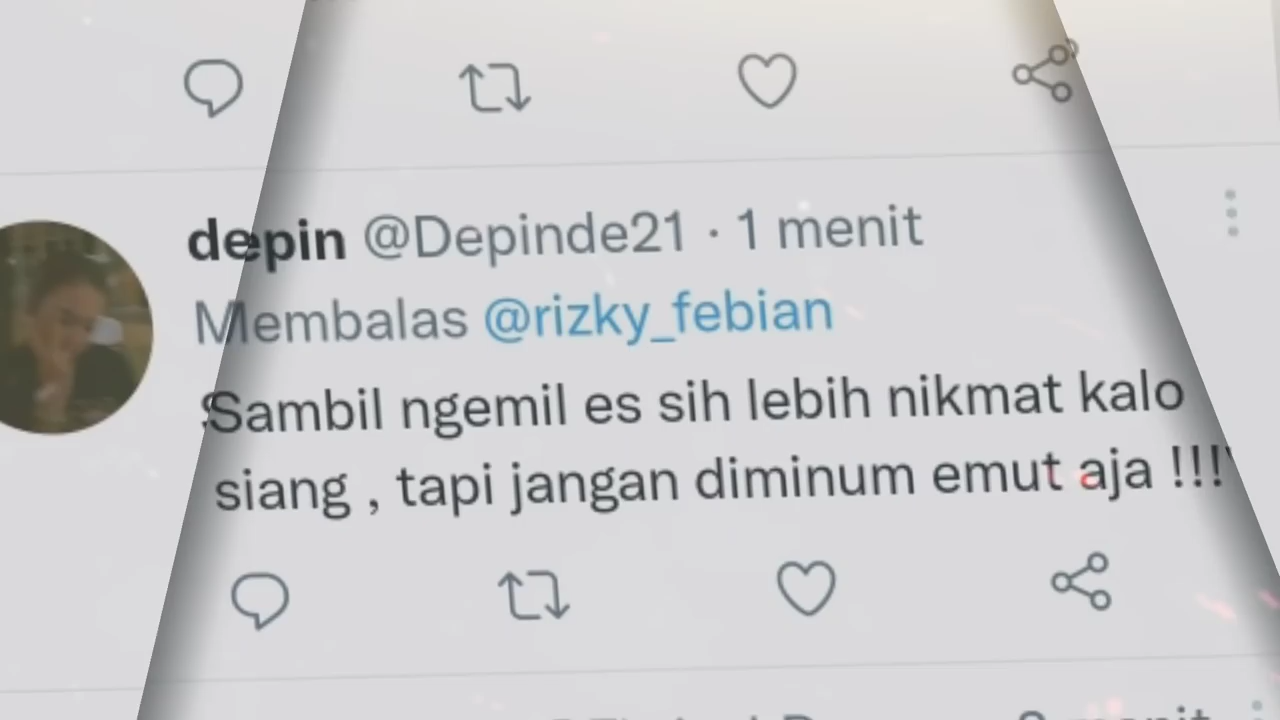 depin @Depinde21 · 1 menit
Membalas @rizky_febian
Sambil ngemil es sih lebih nikmat kalo
siang , tapi jangan diminum emut aja !!!
menit